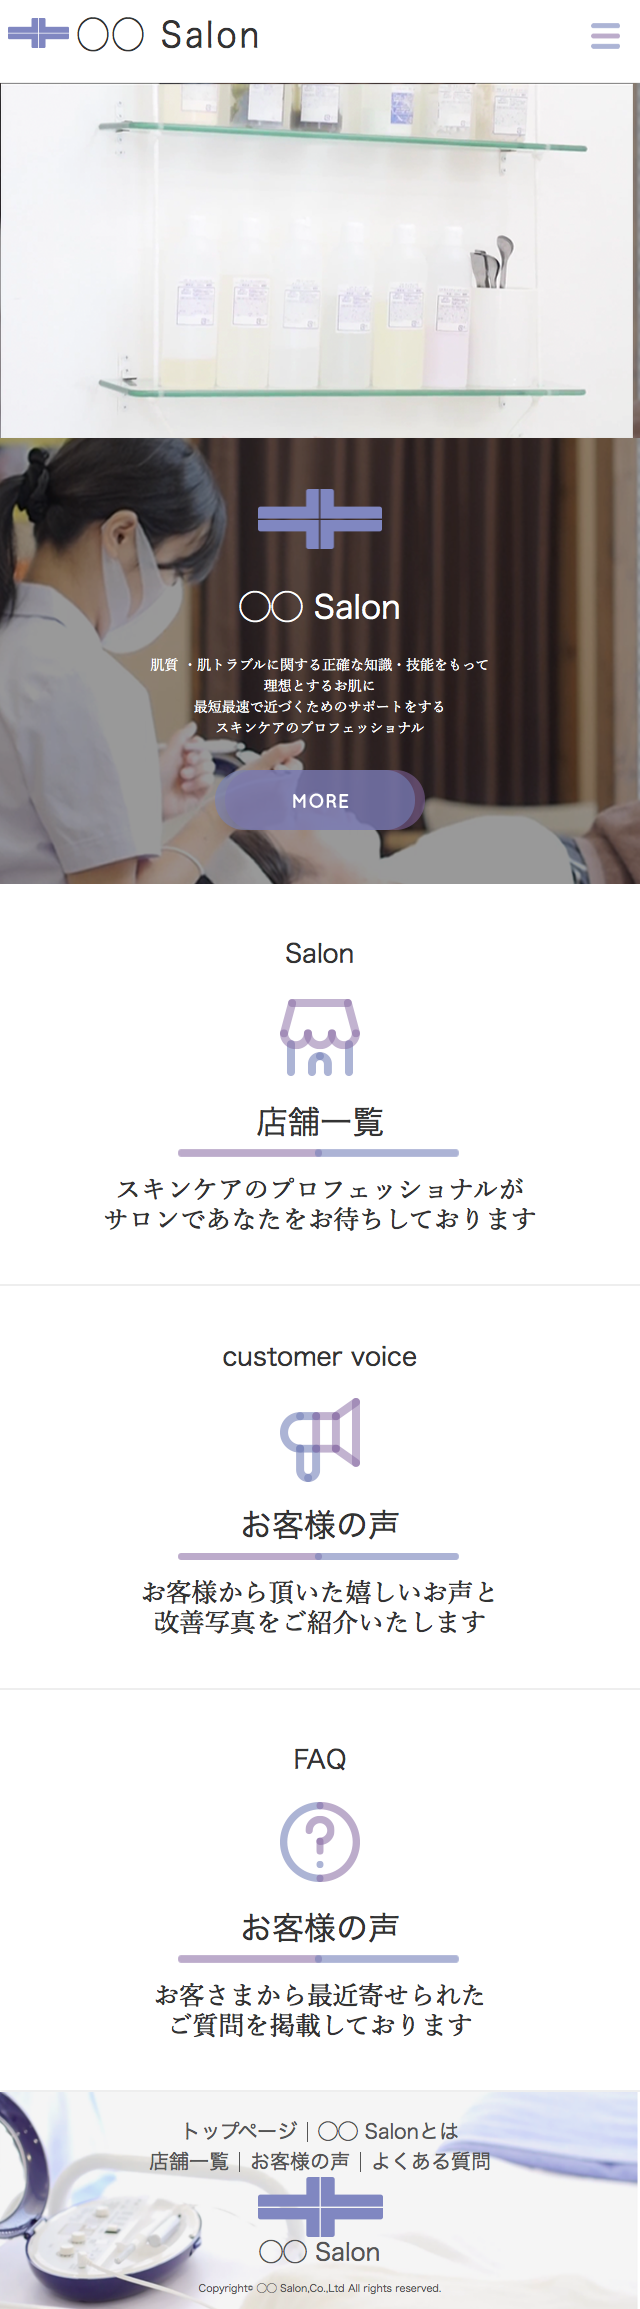 〇〇 Salon
〇〇 Salon
肌質 ・肌トラブルに関する正確な知識・技能をもって
理想とするお肌に
最短最速で近づくためのサポートをする
スキンケアのプロフェッショナル
MORE
Salon
店舗一覧
スキンケアのプロフェッショナルが
サロンであなたをお待ちしております
customer voice
お客様の声
お客様から頂いた嬉しいお声と
改善写真をご紹介いたします
FAQ
お客様の声
お客さまから最近寄せられた
ご質問を掲載しております
トップページ｜〇〇 Salonとは
店舗一覧｜お客様の声｜よくある質問
〇〇 Salon
Copyright© 〇〇 Salon,Co.,Ltd All rights reserved.